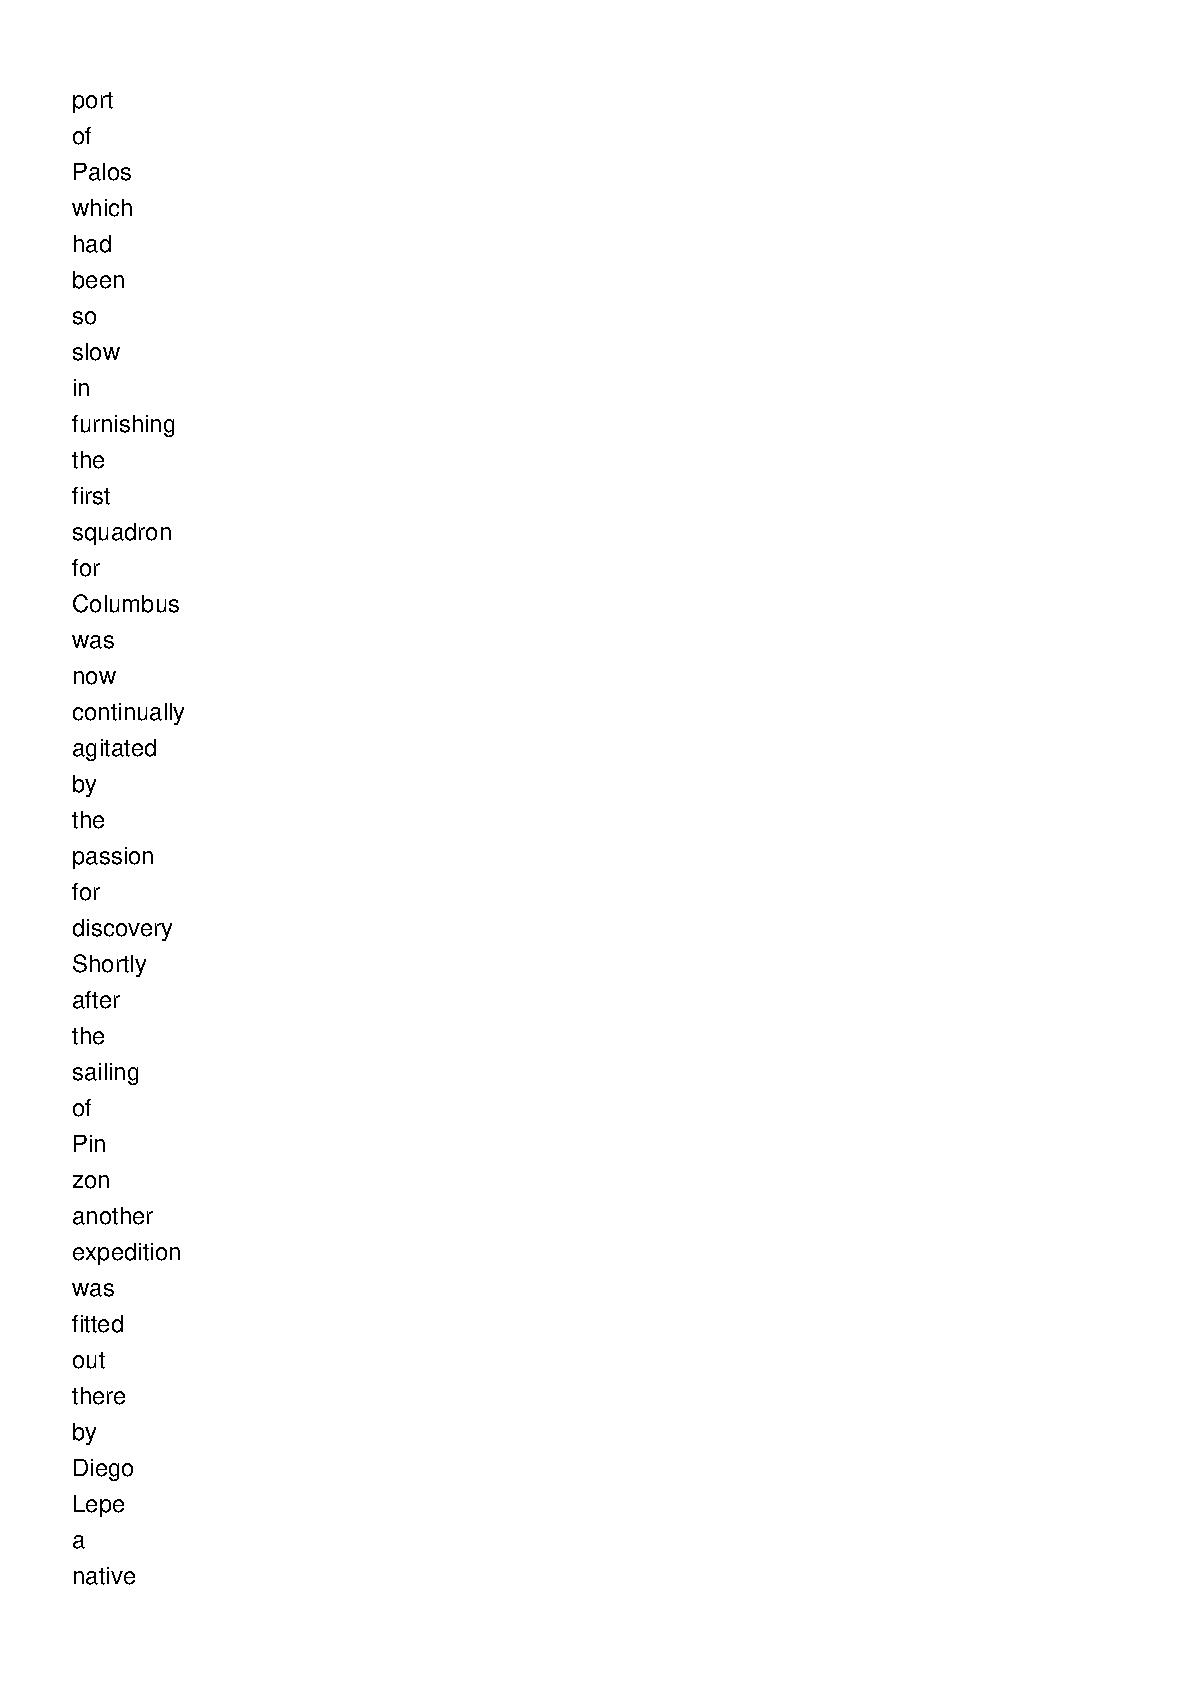 port
of
Palos
which
had
been
so
slow
in
furnishing
the
first
squadron
for
Columbus
was
now
continually
agitated
by
the
passion
for
discovery
Shortly
after
the
sailing
of
Pin
zon
another
expedition
was
fitted
out
there
by
Diego
Lepe
a
native